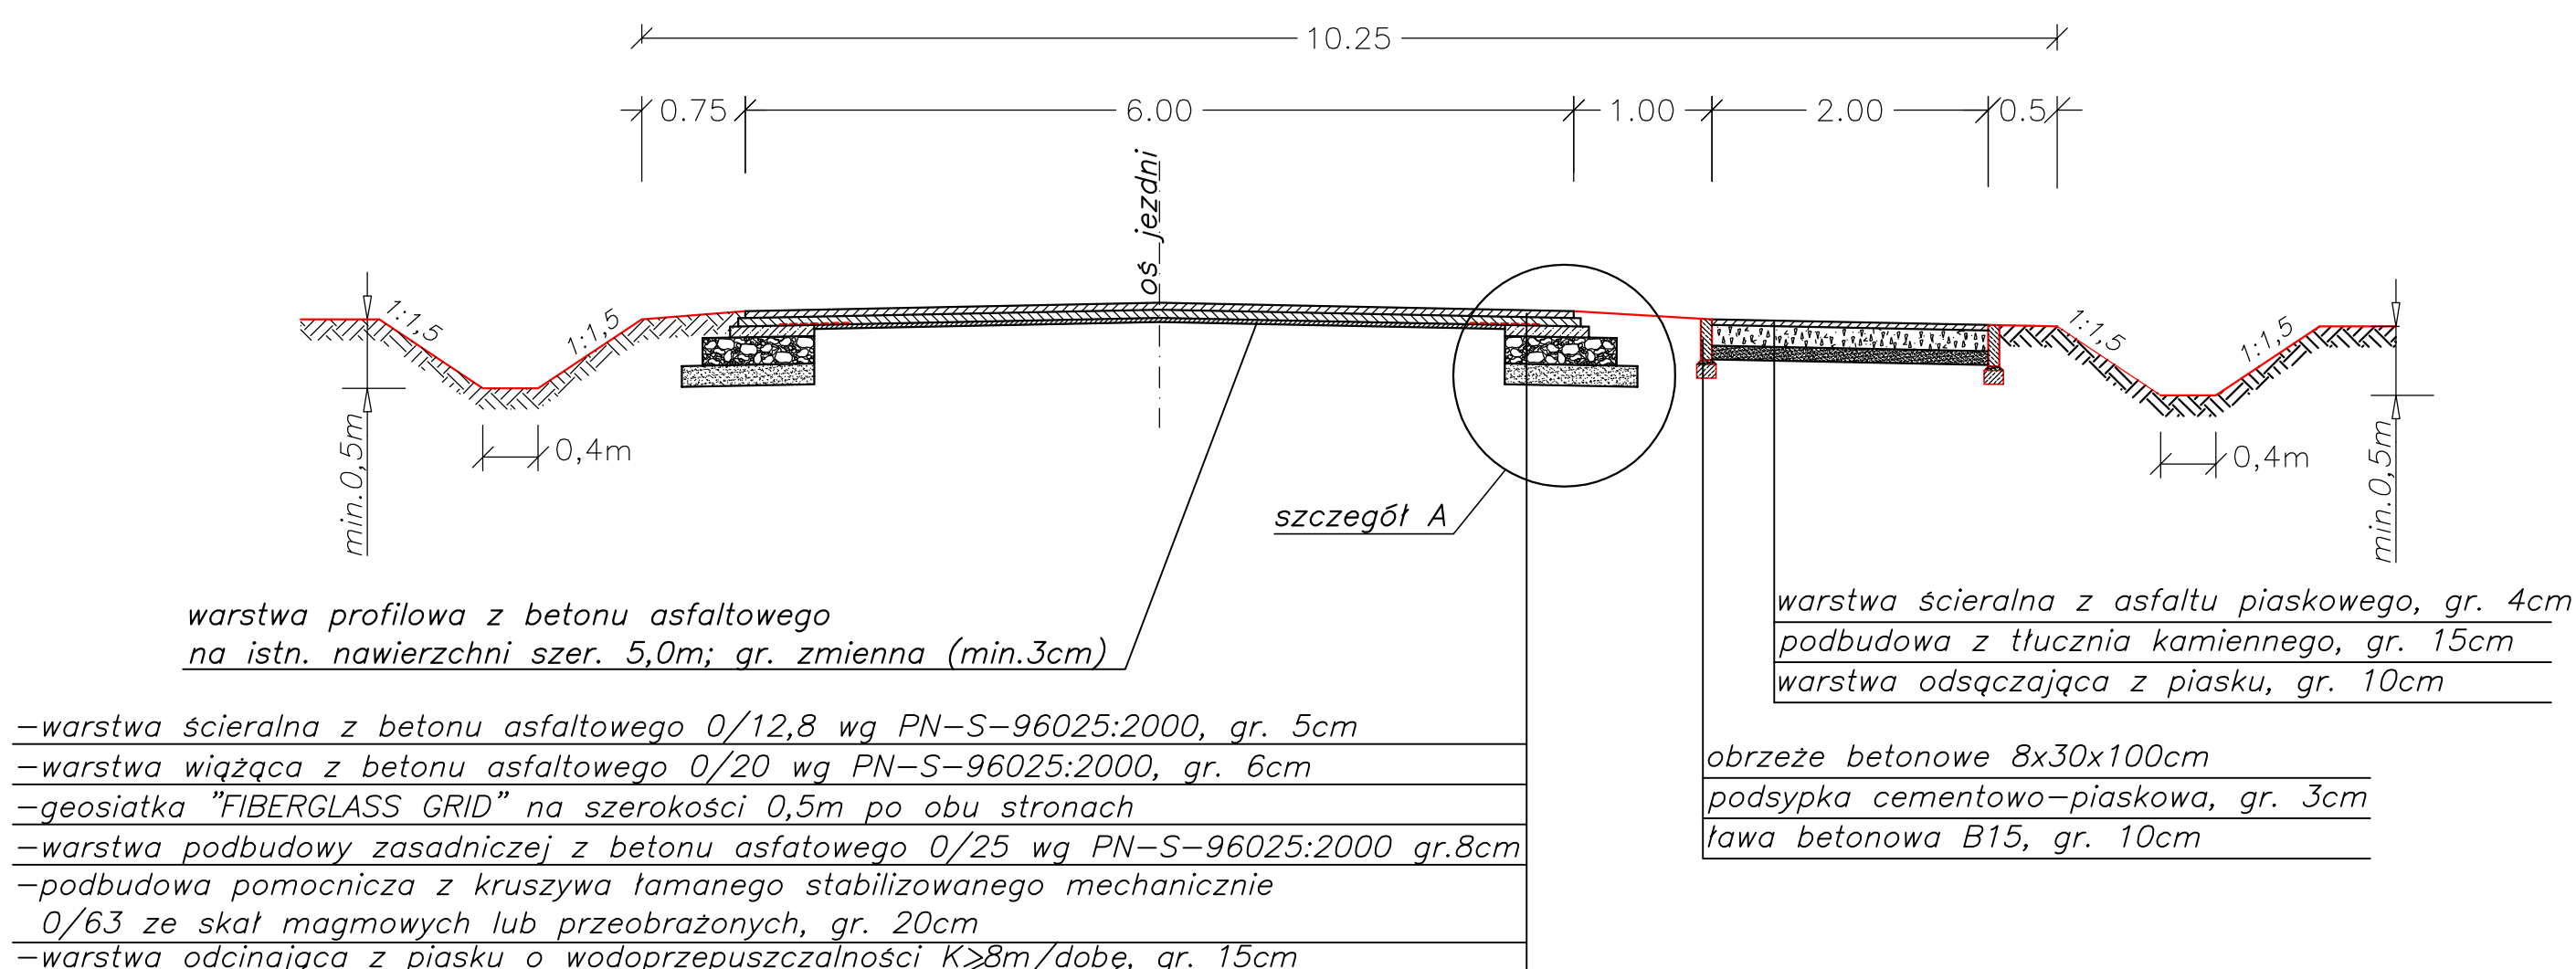 10.25
0.75 6.00 1.00 2.00 0.5
oś jezdni
1:1,5 1:1,5 1:1,5 1:1,5
min.0,5m 0,4m 0,4m min.0,5m
szczegół A
warstwa profilowa z betonu asfaltowego
na istn. nawierzchni szer. 5,0m; gr. zmienna (min.3cm)
warstwa ścieralna z asfaltu piaskowego, gr. 4cm
podbudowa z tłucznia kamiennego, gr. 15cm
warstwa odsączająca z piasku, gr. 10cm
-warstwa ścieralna z betonu asfaltowego 0/12,8 wg PN-S-96025:2000, gr. 5cm
-warstwa wiążąca z betonu asfaltowego 0/20 wg PN-S-96025:2000, gr. 6cm
-geosiatka "FIBERGLASS GRID" na szerokości 0,5m po obu stronach
-warstwa podbudowy zasadniczej z betonu asfatowego 0/25 wg PN-S-96025:2000 gr.8cm
-podbudowa pomocnicza z kruszywa łamanego stabilizowanego mechanicznie
0/63 ze skał magmowych lub przeobrażonych, gr. 20cm
-warstwa odcinająca z piasku o wodoprzepuszczalności K≥8m/dobę, gr. 15cm
obrzeże betonowe 8x30x100cm
podsypka cementowo-piaskowa, gr. 3cm
ława betonowa B15, gr. 10cm